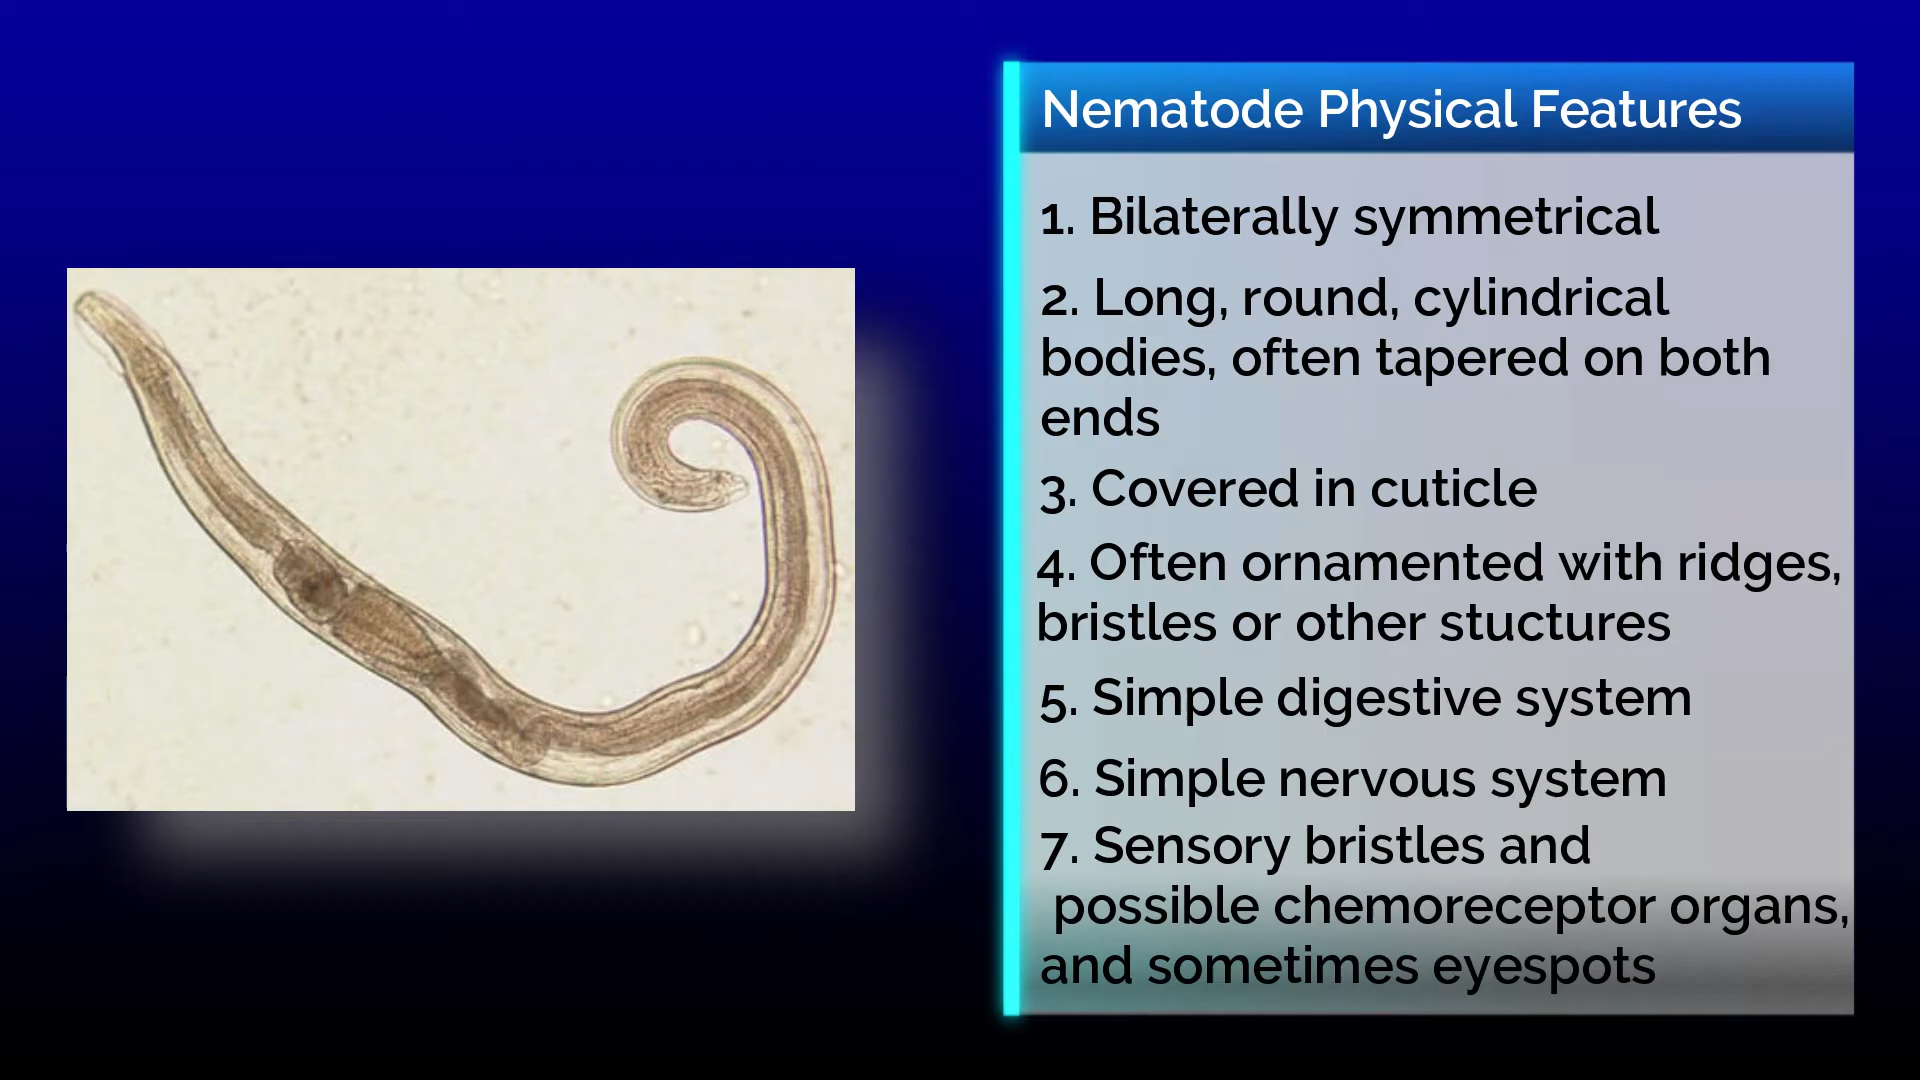 Nematode Physical Features
1. Bilaterally symmetrical
2. Long, round, cylindrical
bodies, often tapered on both
ends
3. Covered in cuticle
4. Often ornamented with ridges,
bristles or other stuctures
5. Simple digestive system
6. Simple nervous system
7. Sensory bristles and
possible chemoreceptor organs,
and sometimes eyespots